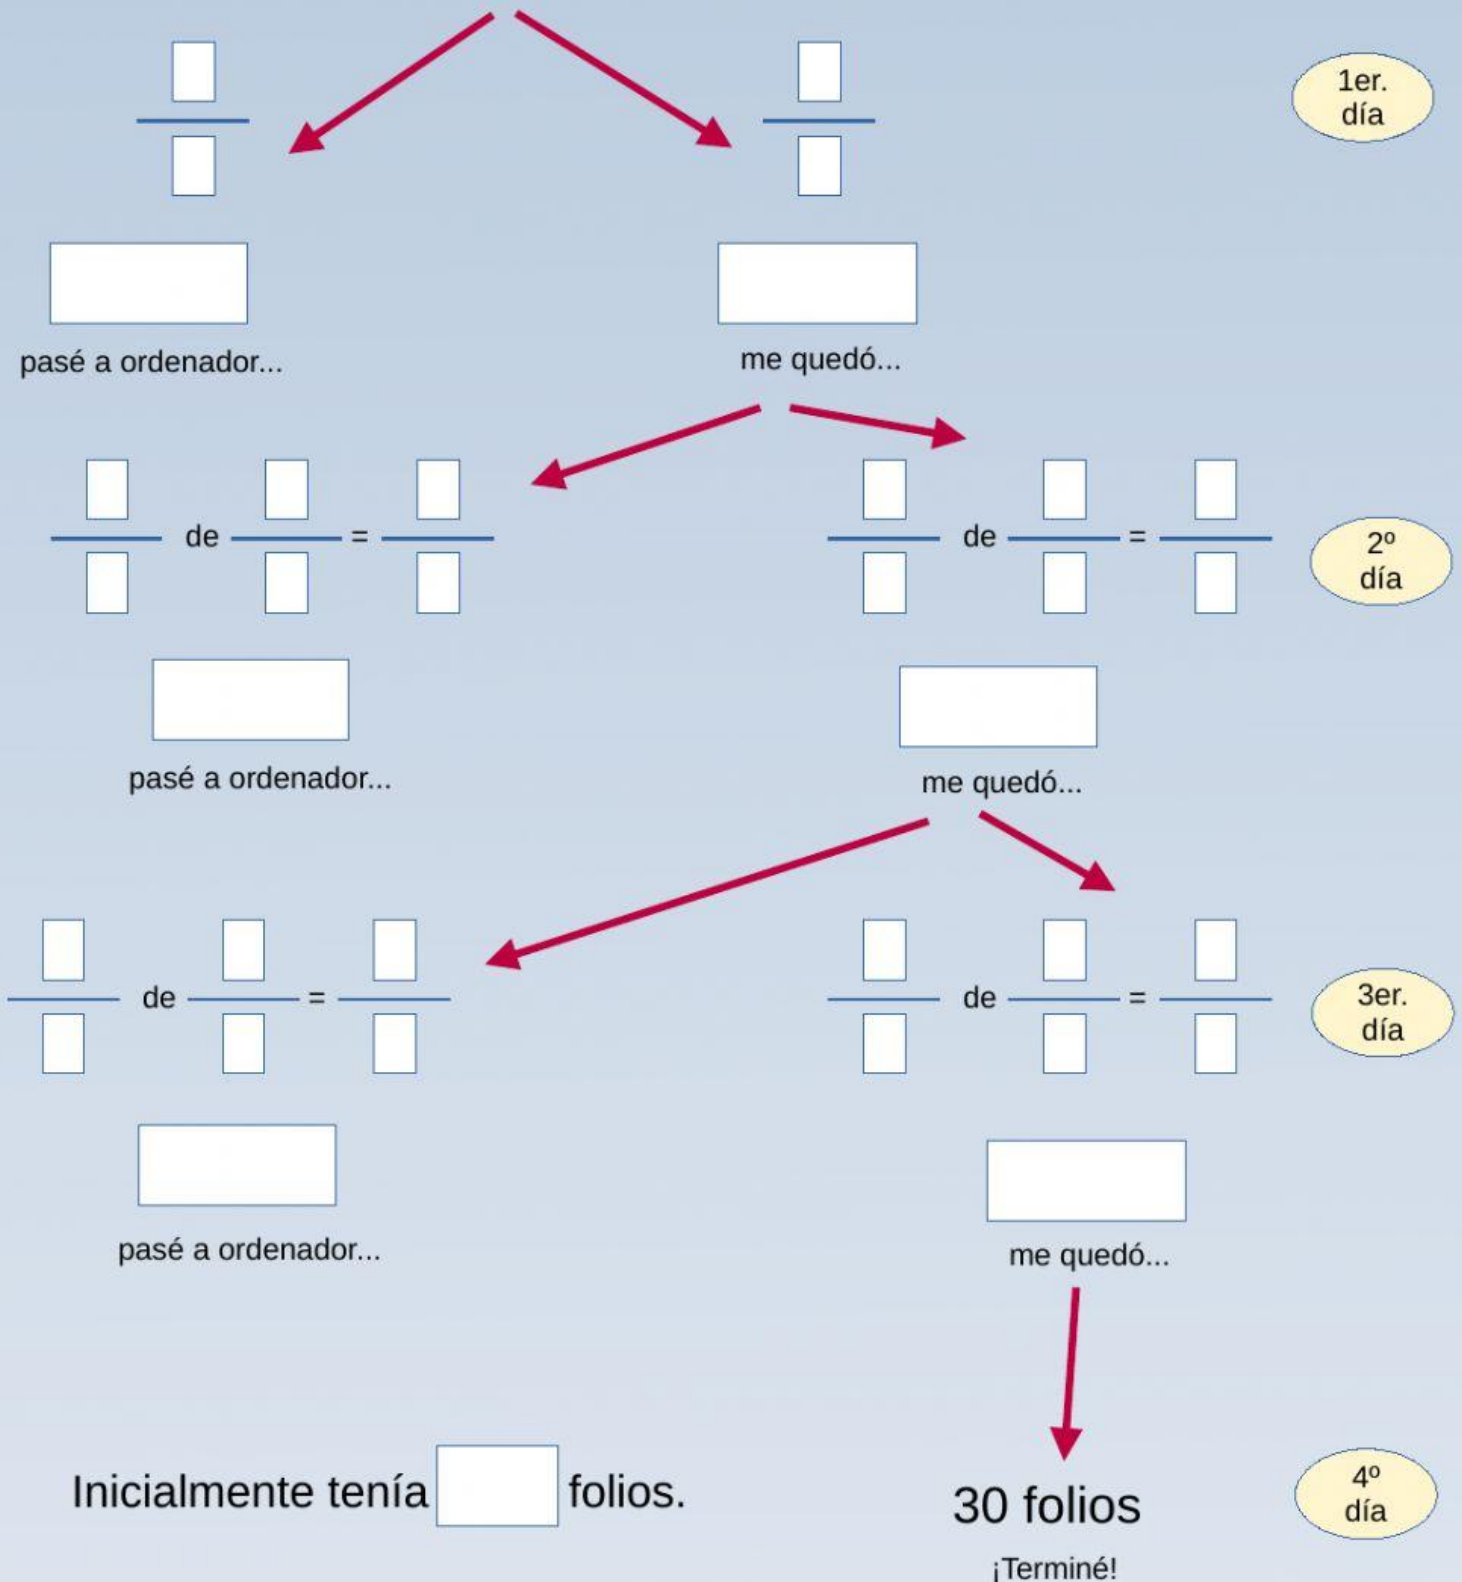 1er.
día
pasé a ordenador...
me quedó...
de
=
de
=
2º
día
pasé a ordenador...
me quedó...
de
=
de
=
3er.
día
pasé a ordenador...
me quedó...
Inicialmente tenía
folios.
30 folios
¡Terminé!
4º
día